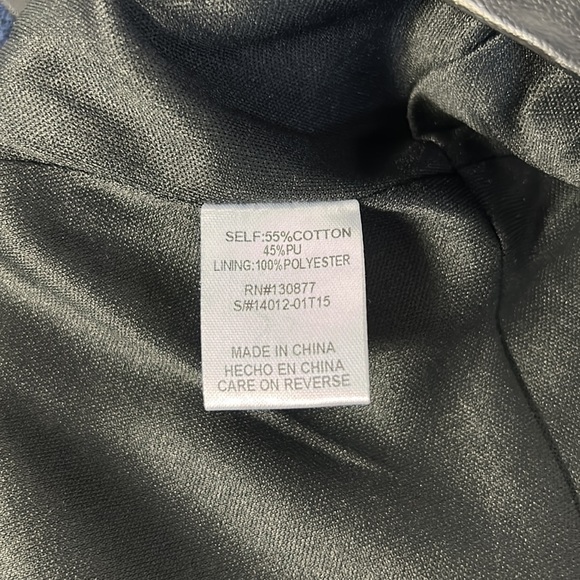 SELF:55%COTTON
45%PU
LINING:100%POLYESTER
RN#130877
S/#14012-01T15
MADE IN CHINA
HECHO EN CHINA
CARE ON REVERSE